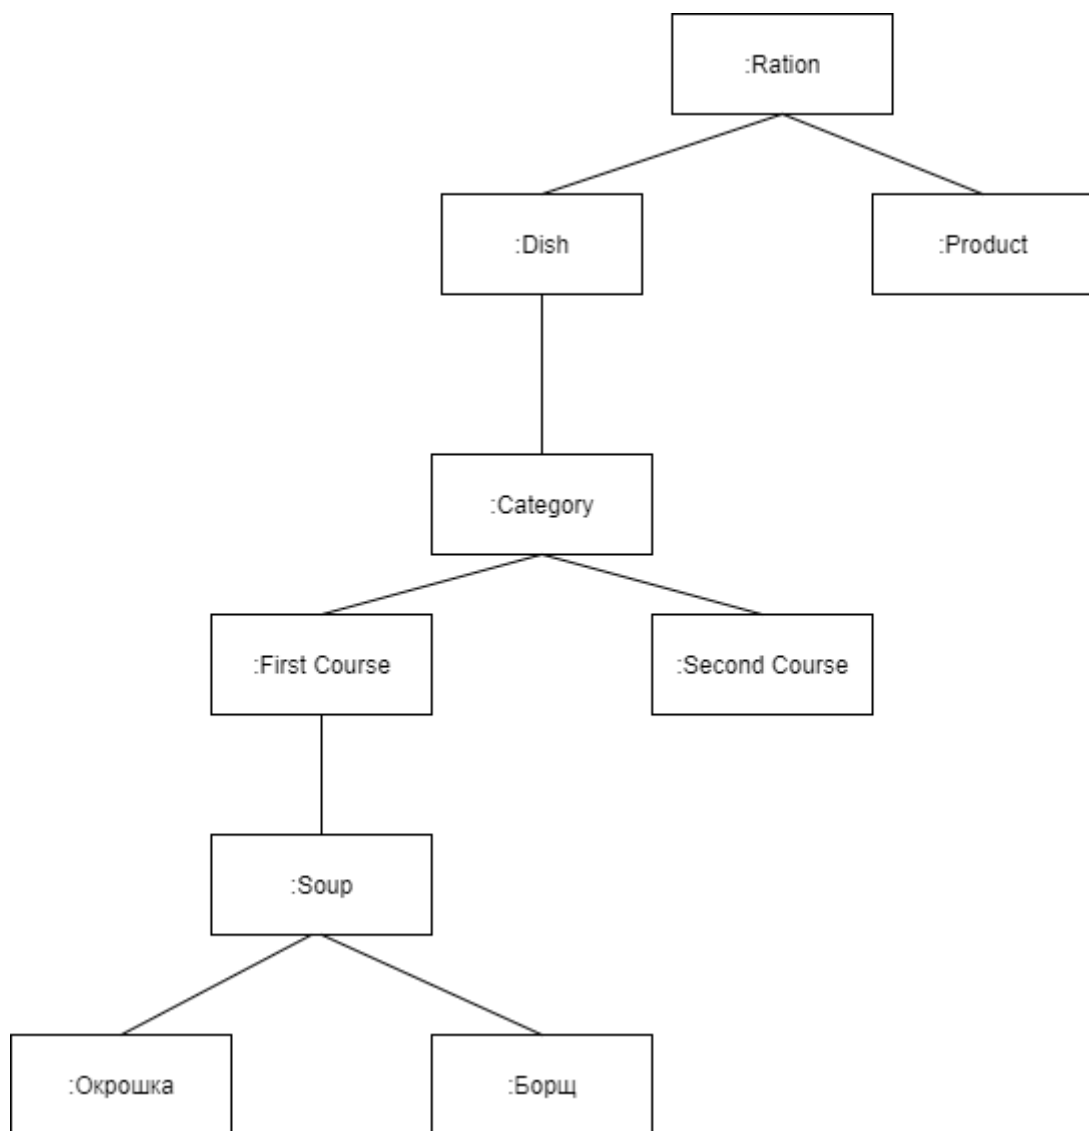 :Ration
:Dish
:Product
:Category
:First Course
:Second Course
:Soup
:Окрошка
:Борщ